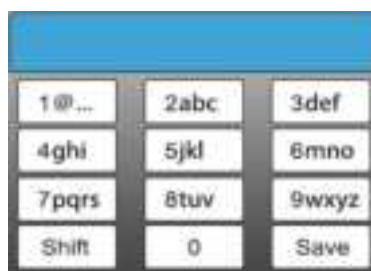 1@... 2abc 3def
4ghi 5jkl 6mno
7pqrs 8tuv 9wxyz
Shift 0 Save